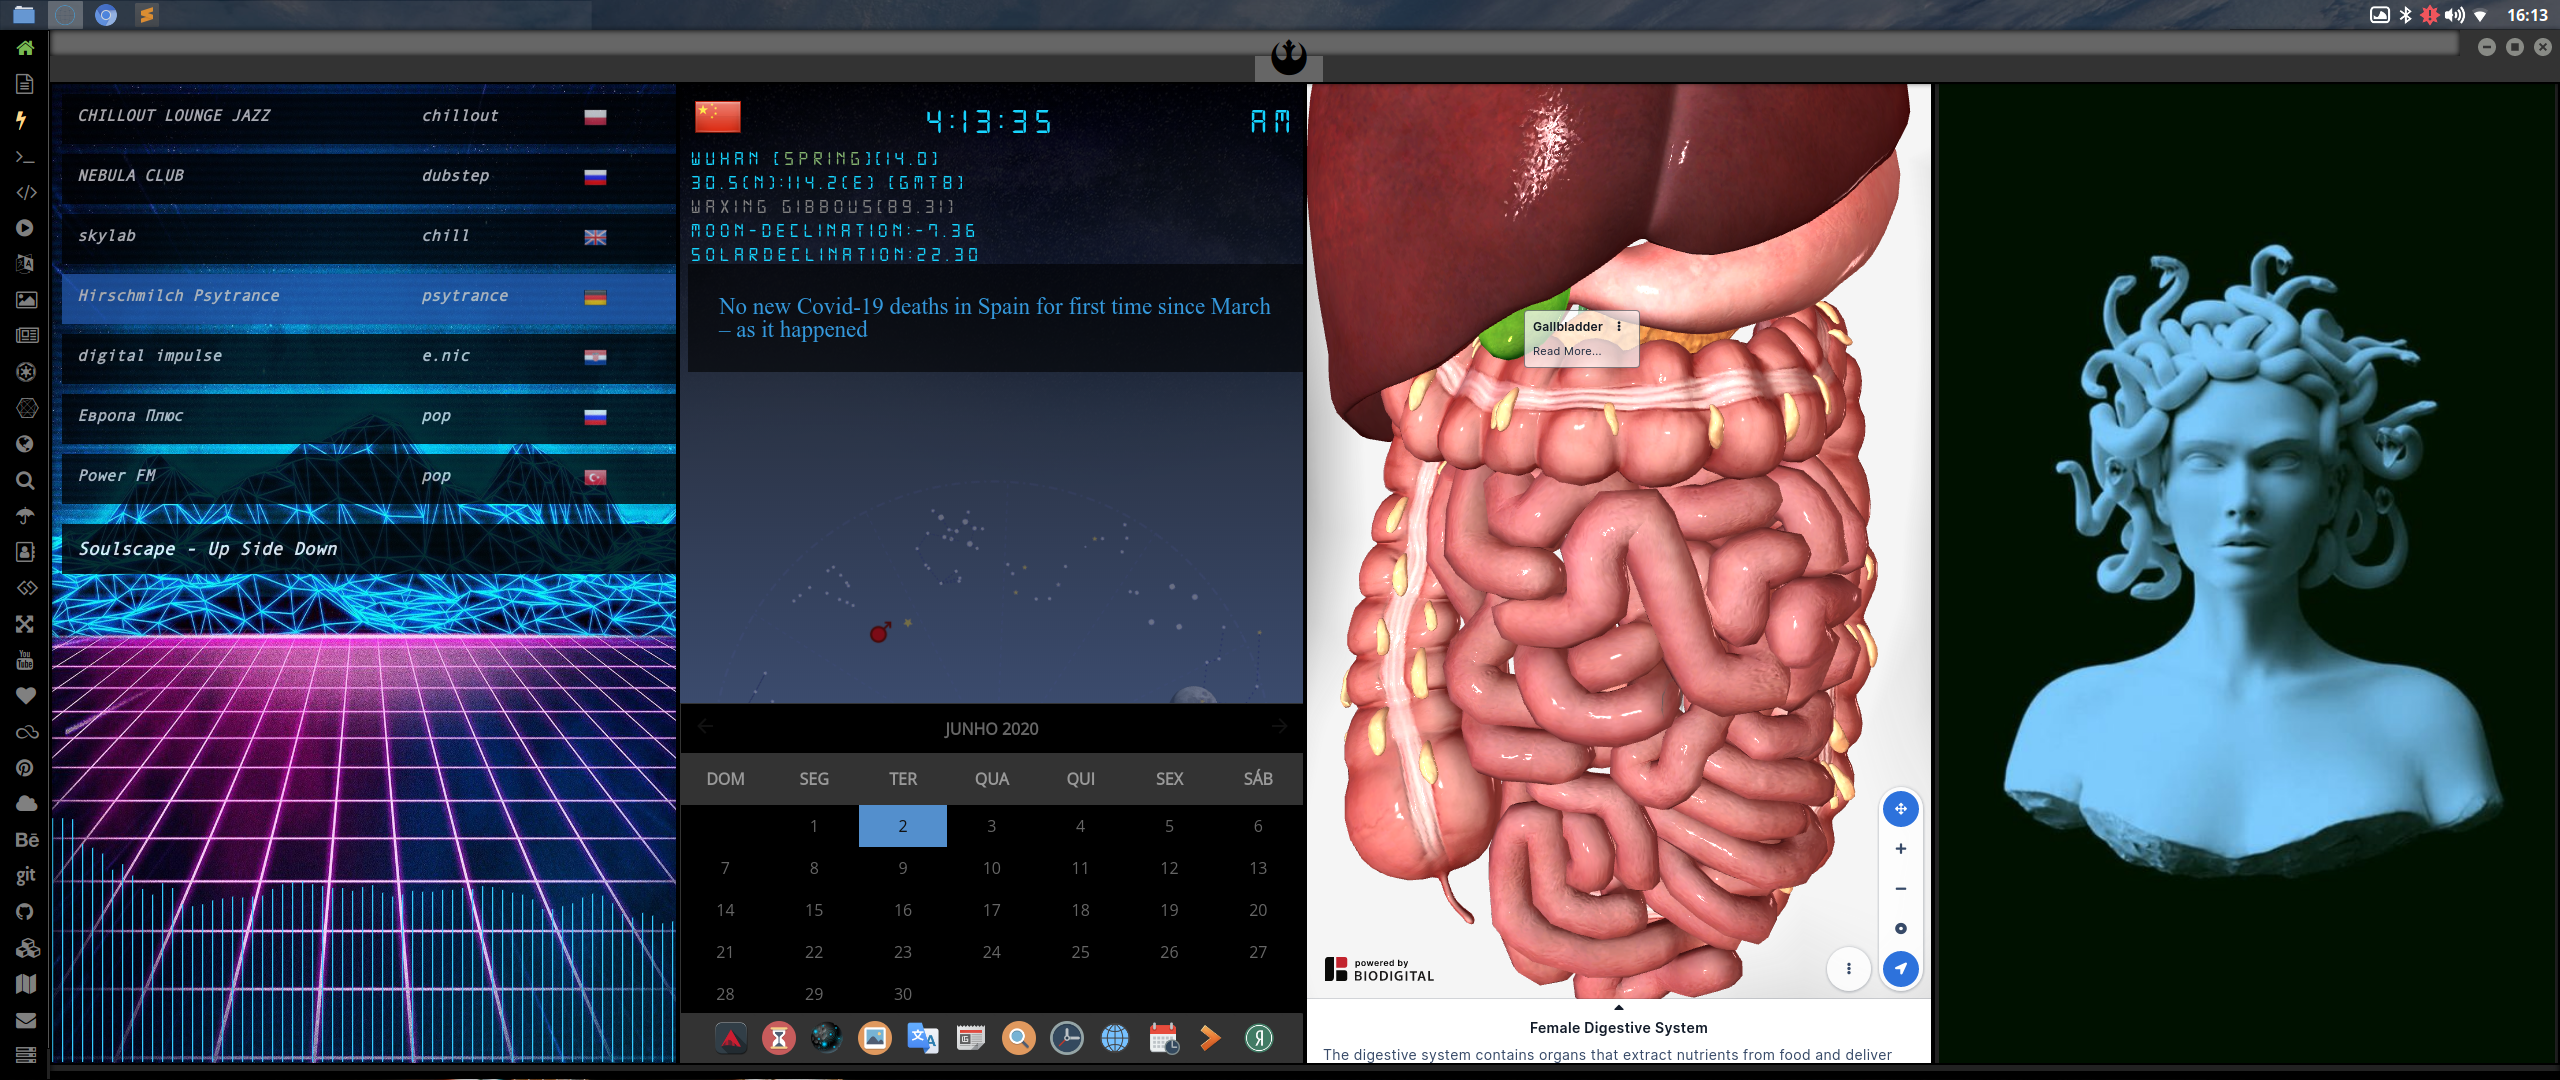 16:13
CHILLOUT LOUNGE JAZZ chillout
NEBULA CLUB dubstep
skylab chill
Hirschmilch Psytrance psytrance
digital impulse e.nic
Европа Плюс pop
Power FM pop
Soulscape - Up Side Down
You Tube
Bē
git
4:13:35 AM
WUHAN [SPRING][14.0]
30.5(N):114.2(E) [GMT8]
WAXING GIBBOUS(89.31)
MOON-DECLINATION:-7.36
SOLARDECLINATION:22.30
No new Covid-19 deaths in Spain for first time since March
– as it happened
JUNHO 2020
DOM SEG TER QUA QUI SEX SÁB
1 2 3 4 5 6
7 8 9 10 11 12 13
14 15 16 17 18 19 20
21 22 23 24 25 26 27
28 29 30
Я
Gallbladder
Read More...
powered by
BIODIGITAL
Female Digestive System
The digestive system contains organs that extract nutrients from food and deliver